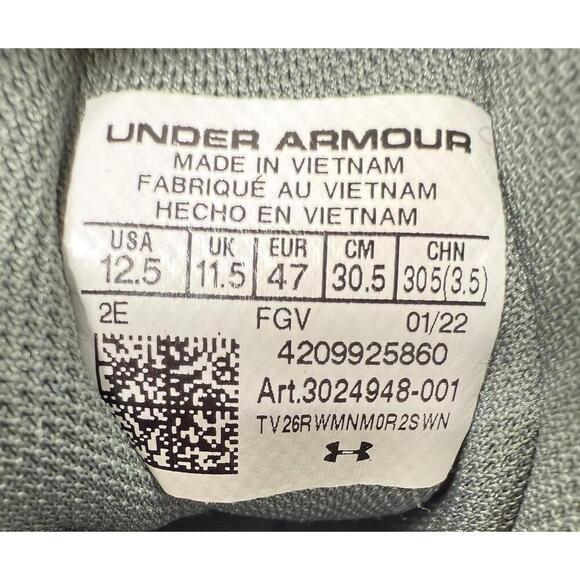 UNDER ARMOUR
MADE IN VIETNAM
FABRIQUÉ AU VIETNAM
HECHO EN VIETNAM
USA UK EUR CM CHN
12.5 11.5 47 30.5 305(3.5)
2E FGV 01/22
4209925860
Art.3024948-001
TV26RWMNM0R2SWN